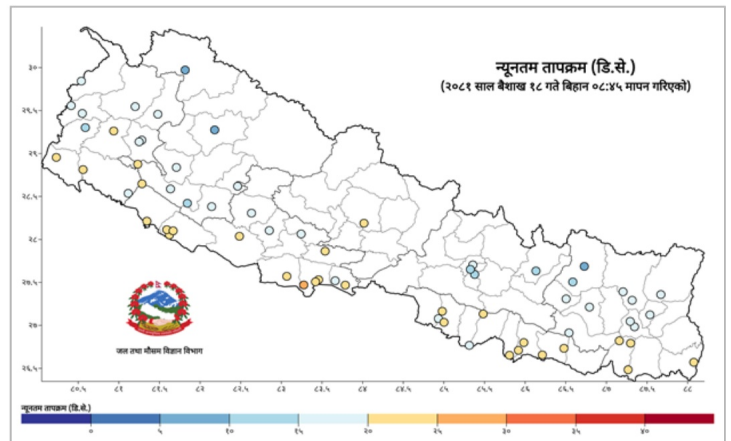 न्यूनतम तापक्रम (डि.से.)
(२०८१ साल बैशाख १८ गते बिहान ०८:४५ मापन गरिएको)
३०
२९.५
२९
२८.५
२८
२७.५
२७
२६.५
जल तथा मौसम विज्ञान विभाग
८०.५ ८१ ८१.५ ८२ ८२.५ ८३ ८३.५ ८४ ८४.५ ८५ ८५.५ ८६ ८६.५ ८७ ८७.५ ८८
न्यूनतम तापक्रम (डि.से.)
० ५ १० १५ २० २५ ३० ३५ ४०